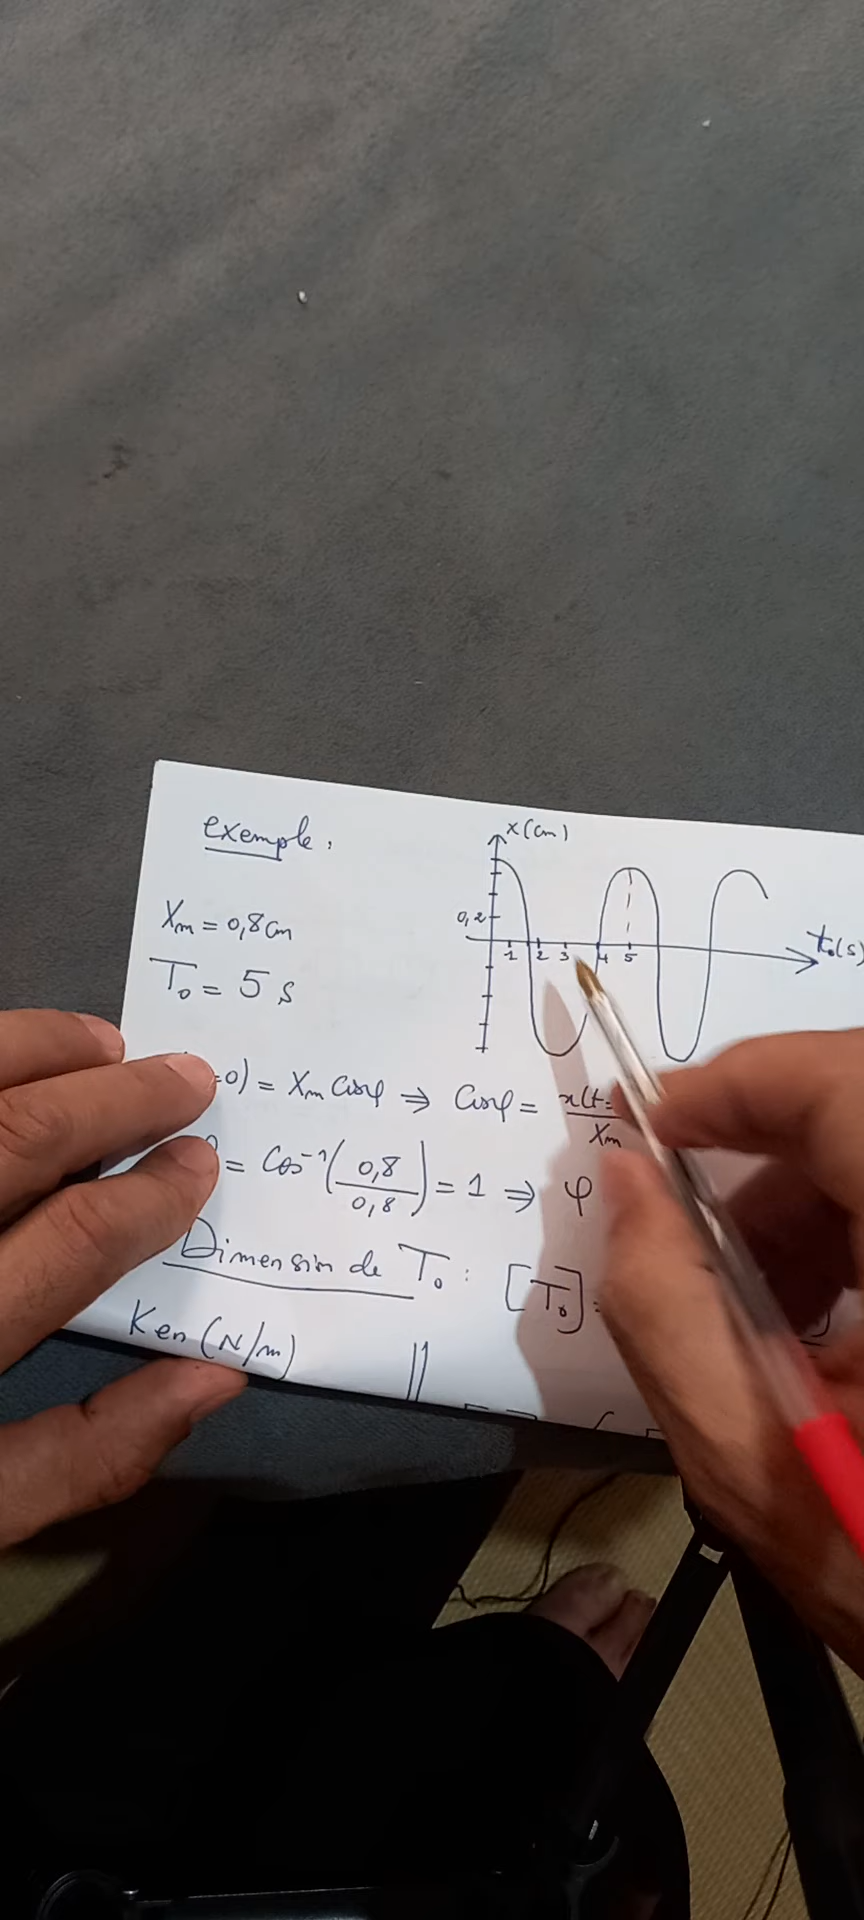 exemple.
x(cm)
Xm = 0,8cm
0,2
1 2 3 4 5
t(s)
T₀ = 5 s
=0) = Xm Cosφ ⇒ Cosφ = x(t=
Xm
= Cos⁻¹(0,8/0,8) = 1 ⇒ φ
Dimension de T₀ : [T₀] =
K en (N/m)